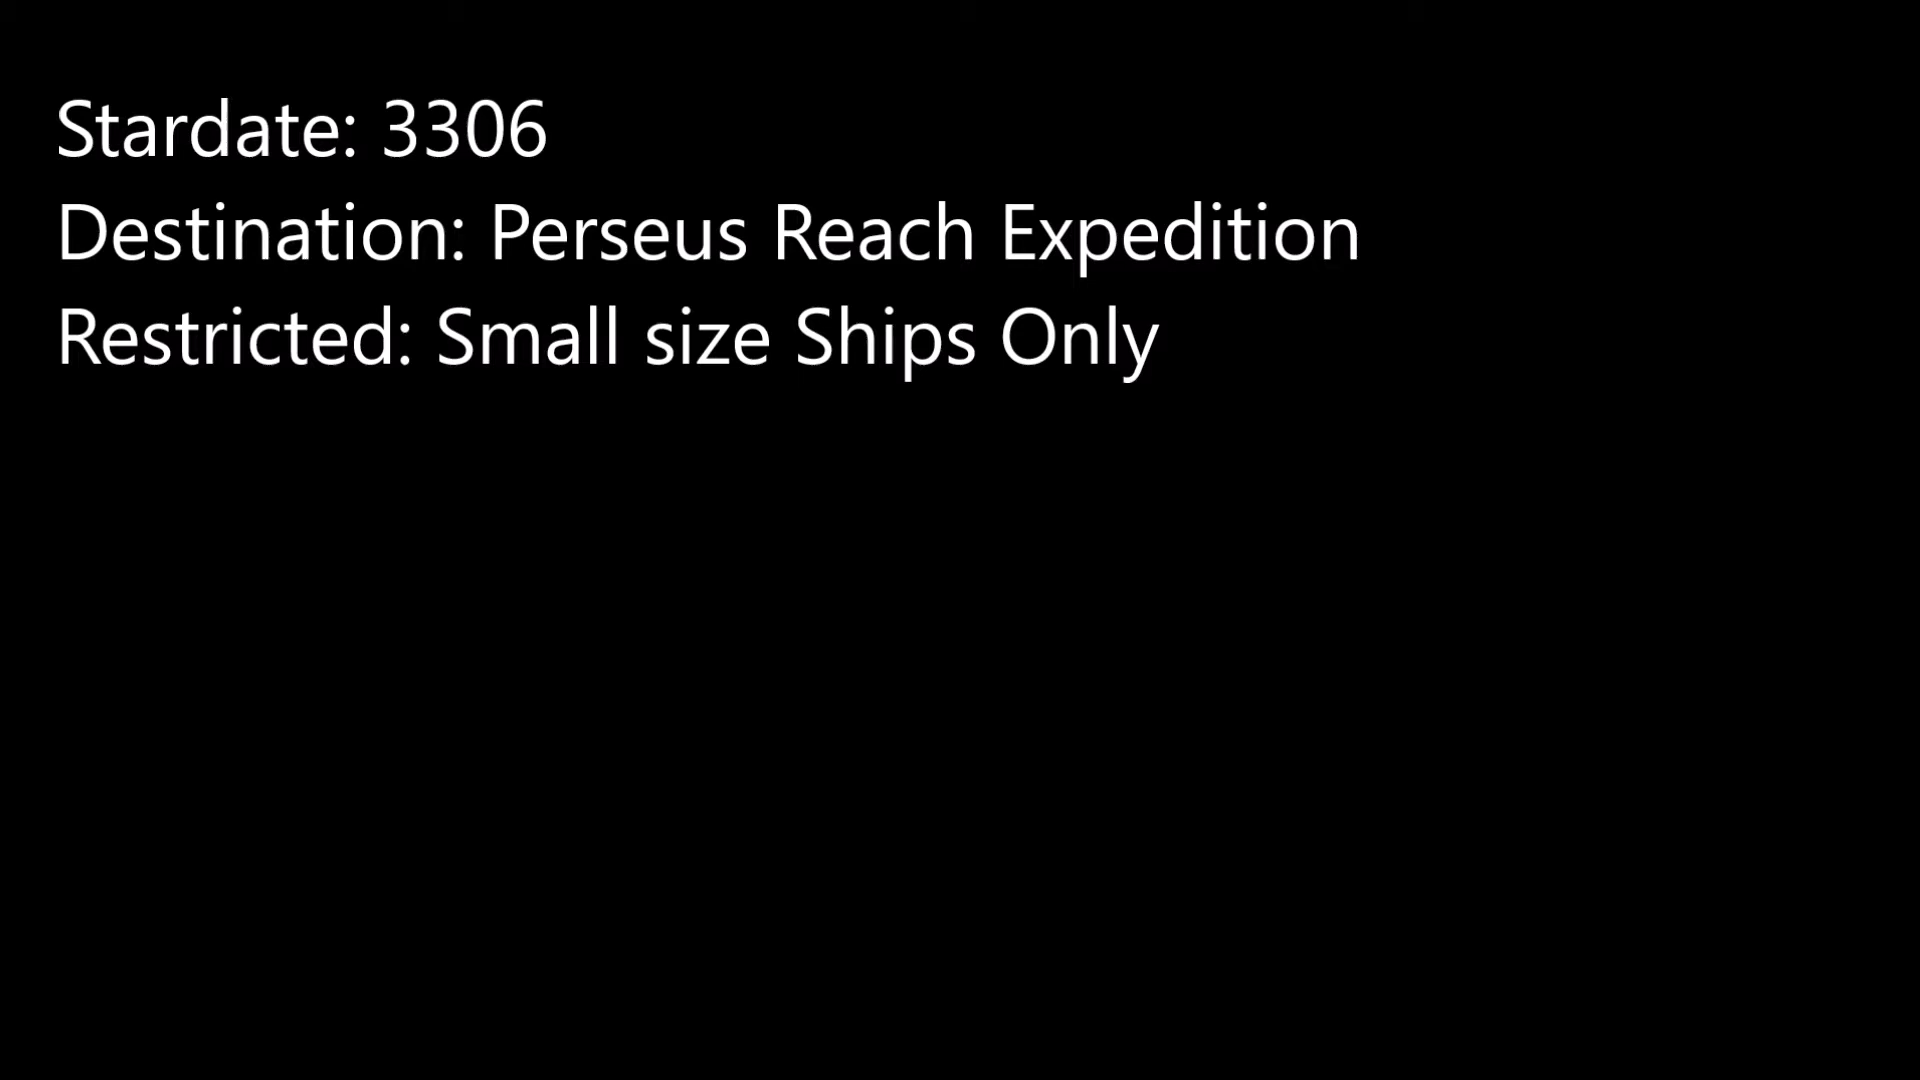 Stardate: 3306
Destination: Perseus Reach Expedition
Restricted: Small size Ships Only